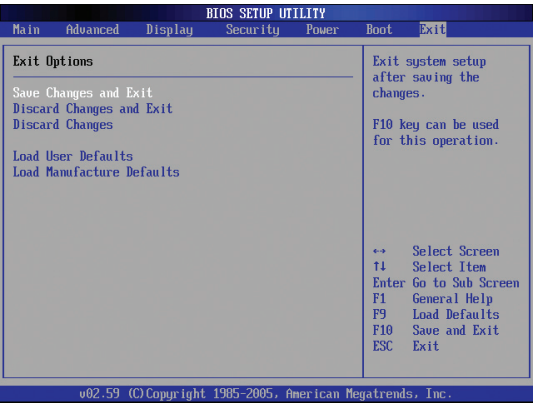 BIOS SETUP UTILITY
Main Advanced Display Security Power Boot Exit
Exit Options
Save Changes and Exit
Discard Changes and Exit
Discard Changes
Load User Defaults
Load Manufacture Defaults
Exit system setup
after saving the
changes.
F10 key can be used
for this operation.
↔ Select Screen
↑↓ Select Item
Enter Go to Sub Screen
F1 General Help
F9 Load Defaults
F10 Save and Exit
ESC Exit
v02.59 (C)Copyright 1985-2005, American Megatrends, Inc.